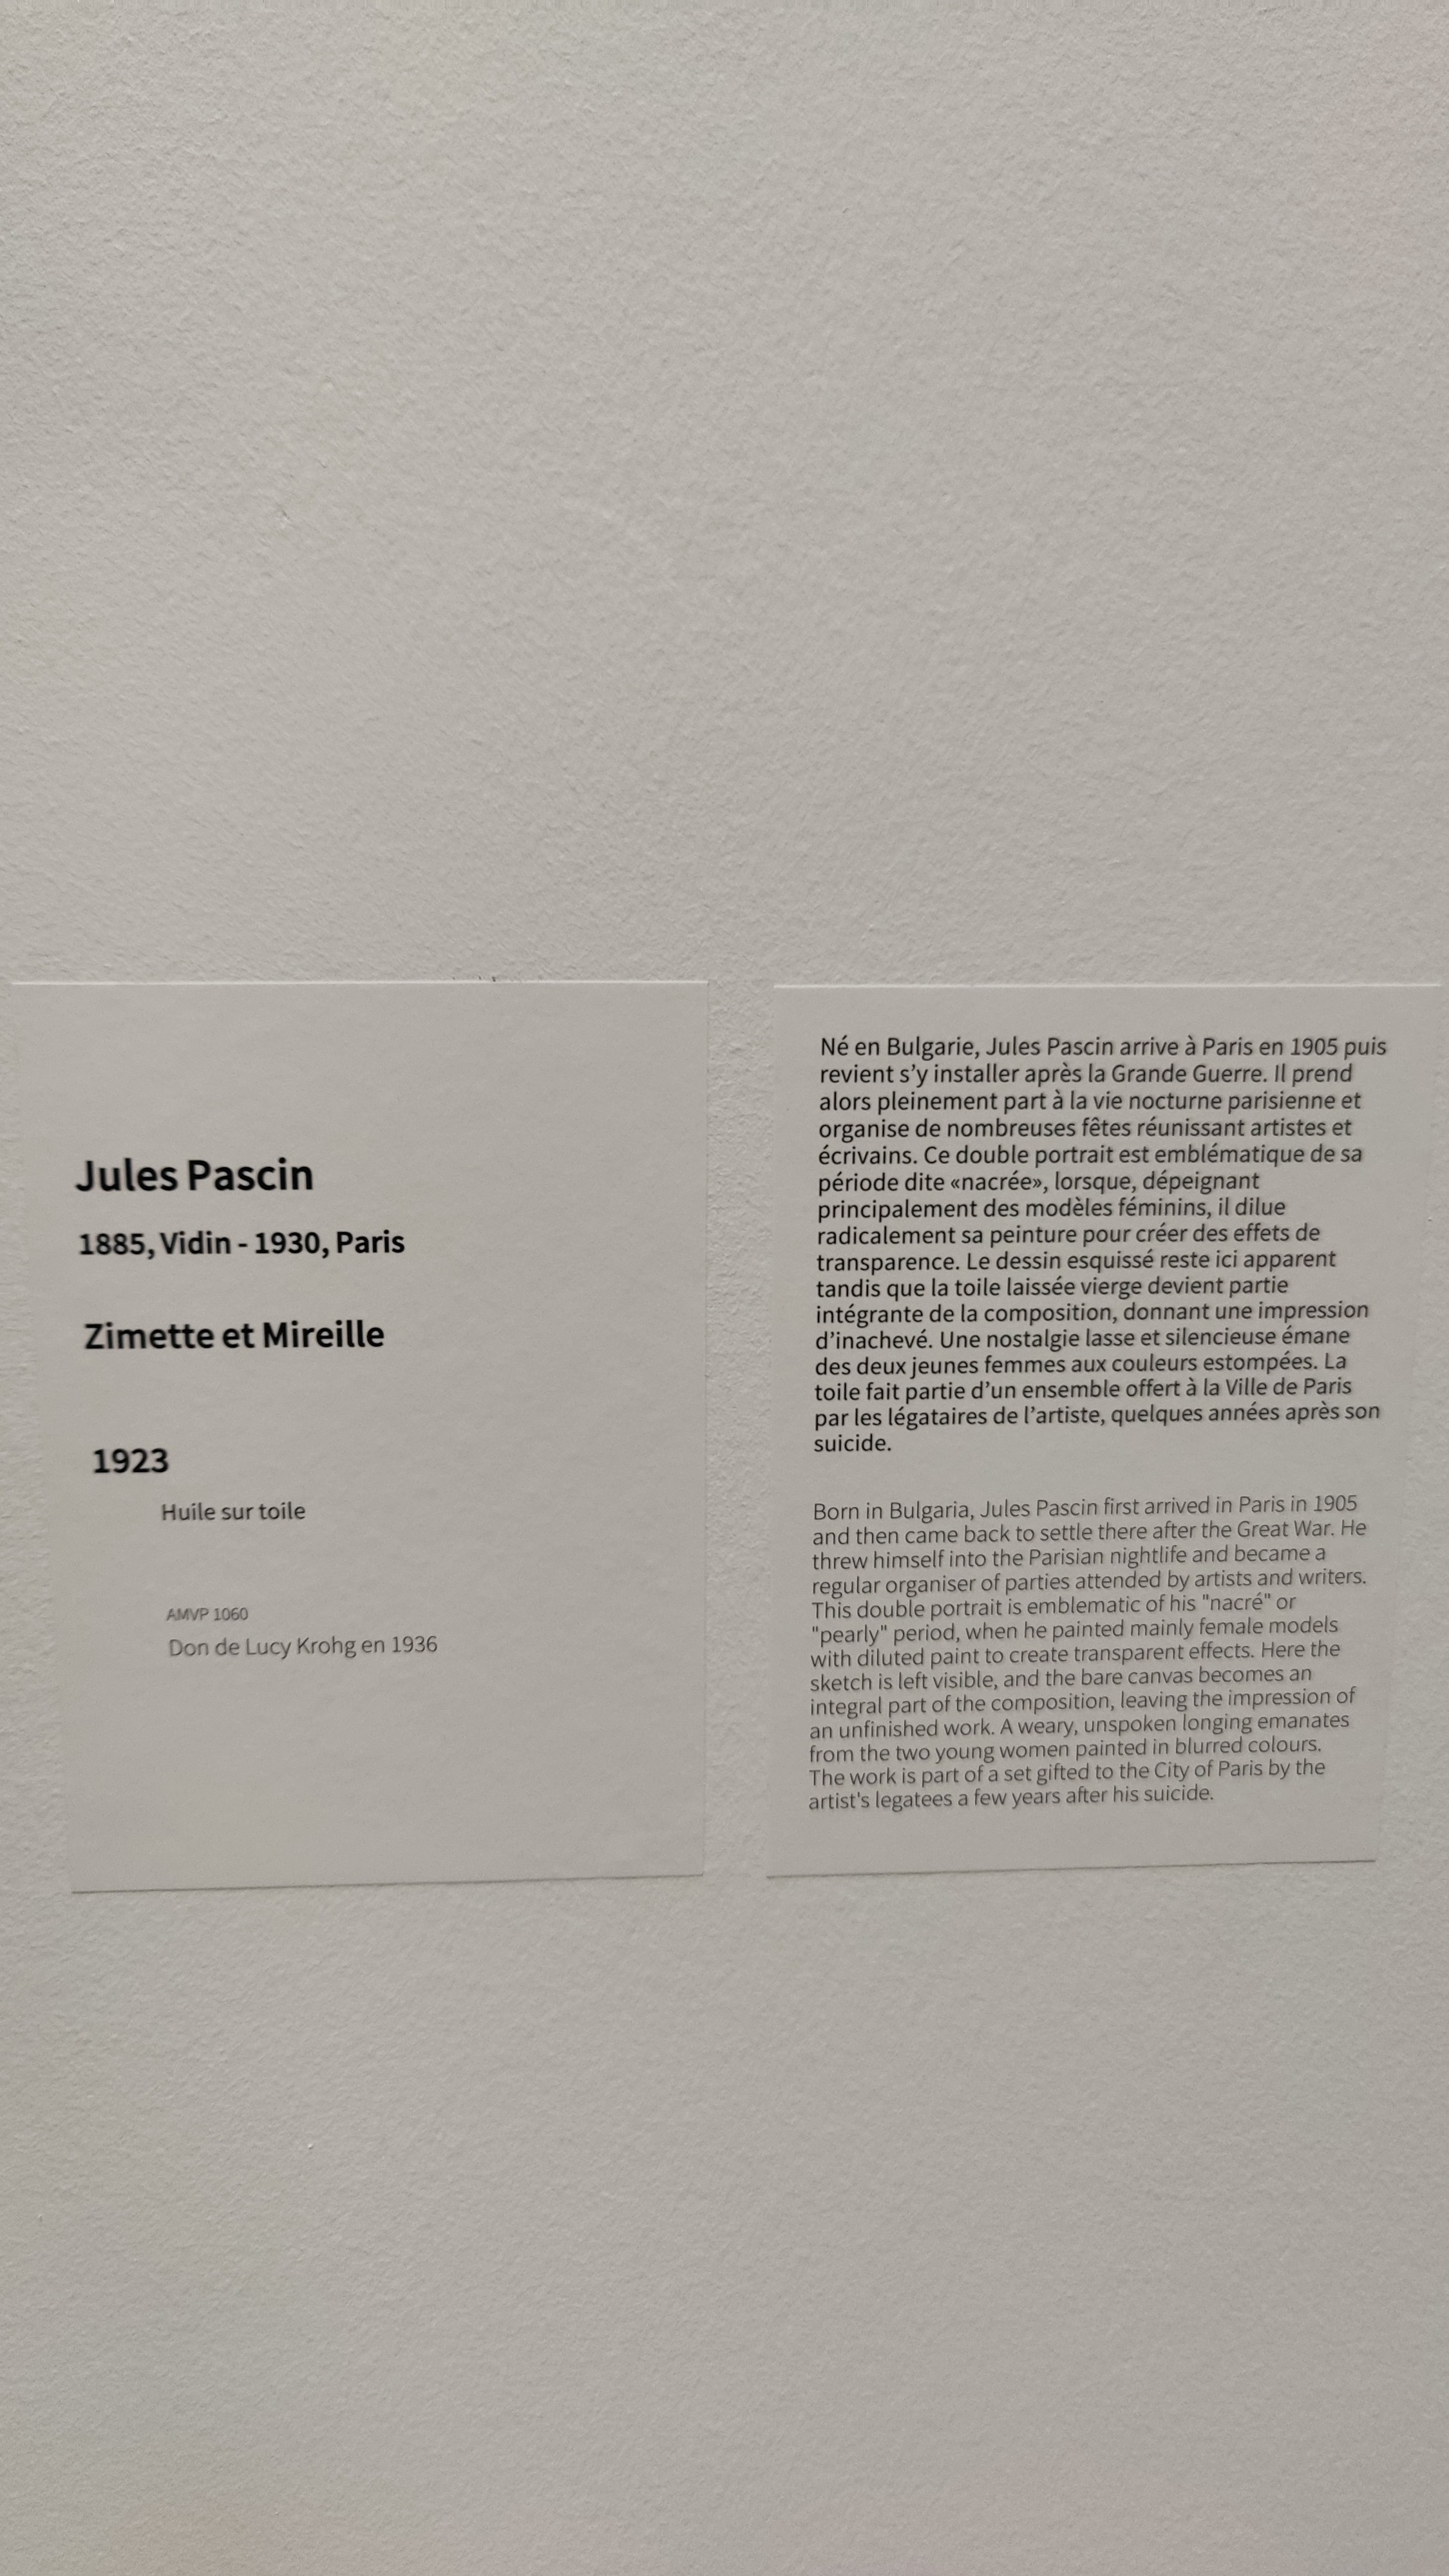 Jules Pascin
1885, Vidin - 1930, Paris
Zimette et Mireille
1923
Huile sur toile
AMVP 1060
Don de Lucy Krohg en 1936
Né en Bulgarie, Jules Pascin arrive à Paris en 1905 puis
revient s’y installer après la Grande Guerre. Il prend
alors pleinement part à la vie nocturne parisienne et
organise de nombreuses fêtes réunissant artistes et
écrivains. Ce double portrait est emblématique de sa
période dite «nacrée», lorsque, dépeignant
principalement des modèles féminins, il dilue
radicalement sa peinture pour créer des effets de
transparence. Le dessin esquissé reste ici apparent
tandis que la toile laissée vierge devient partie
intégrante de la composition, donnant une impression
d’inachevé. Une nostalgie lasse et silencieuse émane
des deux jeunes femmes aux couleurs estompées. La
toile fait partie d’un ensemble offert à la Ville de Paris
par les légataires de l’artiste, quelques années après son
suicide.
Born in Bulgaria, Jules Pascin first arrived in Paris in 1905
and then came back to settle there after the Great War. He
threw himself into the Parisian nightlife and became a
regular organiser of parties attended by artists and writers.
This double portrait is emblematic of his "nacré" or
"pearly" period, when he painted mainly female models
with diluted paint to create transparent effects. Here the
sketch is left visible, and the bare canvas becomes an
integral part of the composition, leaving the impression of
an unfinished work. A weary, unspoken longing emanates
from the two young women painted in blurred colours.
The work is part of a set gifted to the City of Paris by the
artist's legatees a few years after his suicide.